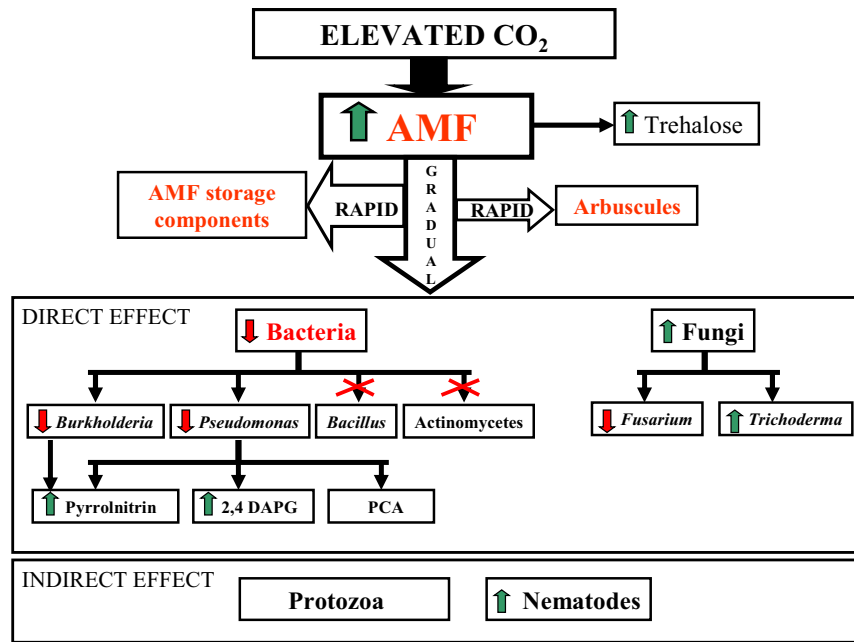 ELEVATED CO₂
AMF
Trehalose
GRADUAL
AMF storage
components
RAPID
RAPID
Arbuscules
DIRECT EFFECT
Bacteria
Fungi
Burkholderia
Pseudomonas
Bacillus
Actinomycetes
Fusarium
Trichoderma
Pyrrolnitrin
2,4 DAPG
PCA
INDIRECT EFFECT
Protozoa
Nematodes